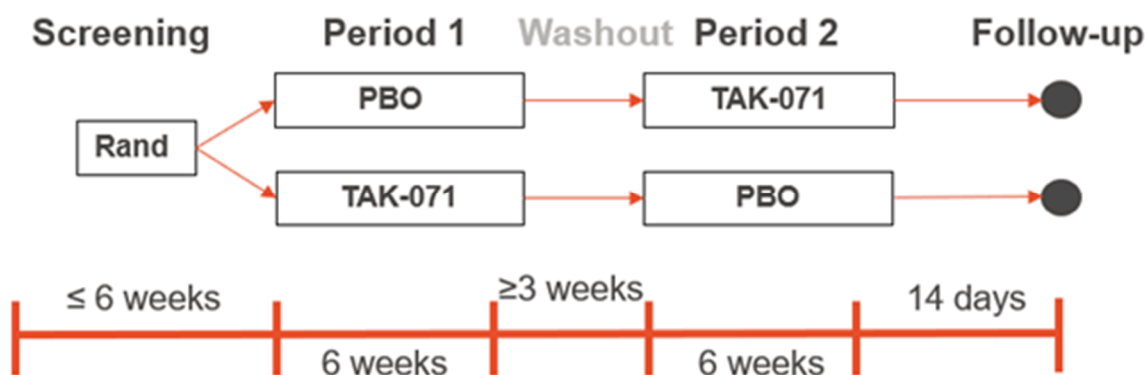 Screening Period 1 Washout Period 2 Follow-up
PBO TAK-071
Rand
TAK-071 PBO
≤ 6 weeks ≥3 weeks 14 days
6 weeks 6 weeks